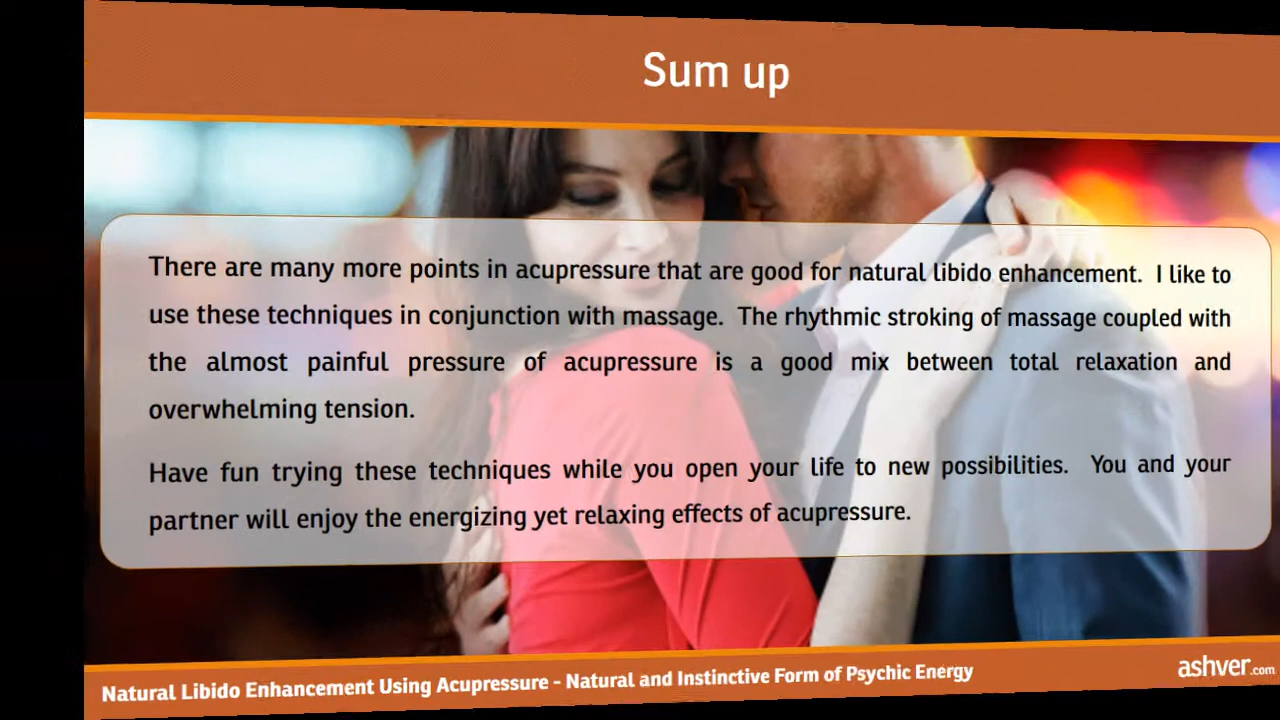 Sum up
There are many more points in acupressure that are good for natural libido enhancement. I like to
use these techniques in conjunction with massage. The rhythmic stroking of massage coupled with
the almost painful pressure of acupressure is a good mix between total relaxation and
overwhelming tension.
Have fun trying these techniques while you open your life to new possibilities. You and your
partner will enjoy the energizing yet relaxing effects of acupressure.
Natural Libido Enhancement Using Acupressure - Natural and Instinctive Form of Psychic Energy
ashver.com